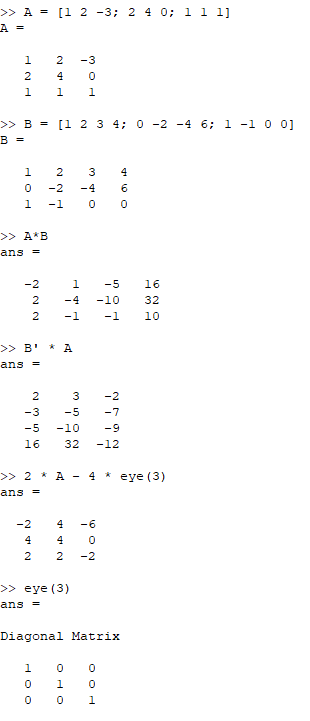 >> A = [1 2 -3; 2 4 0; 1 1 1]
A =
1 2 -3
2 4 0
1 1 1
>> B = [1 2 3 4; 0 -2 -4 6; 1 -1 0 0]
B =
1 2 3 4
0 -2 -4 6
1 -1 0 0
>> A*B
ans =
-2 1 -5 16
2 -4 -10 32
2 -1 -1 10
>> B' * A
ans =
2 3 -2
-3 -5 -7
-5 -10 -9
16 32 -12
>> 2 * A - 4 * eye(3)
ans =
-2 4 -6
4 4 0
2 2 -2
>> eye(3)
ans =
Diagonal Matrix
1 0 0
0 1 0
0 0 1